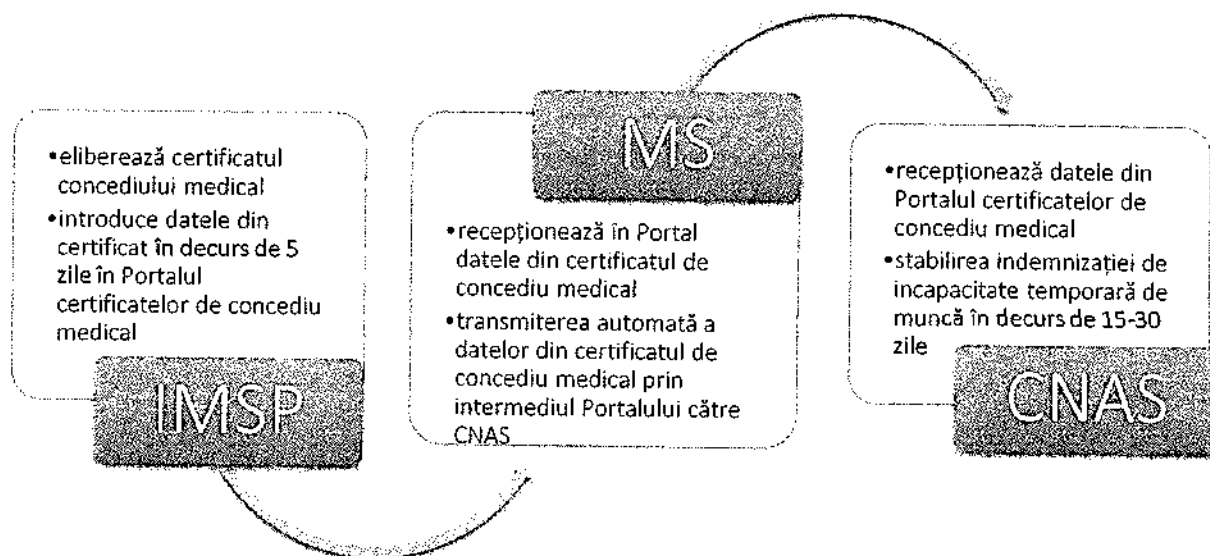 •eliberează certificatul
concediului medical
•introduce datele din
certificat în decurs de 5
zile în Portalul
certificatelor de concediu
medical
IMSP
MS
•recepționează în Portal
datele din certificatul de
concediu medical
•transmiterea automată a
datelor din certificatul de
concediu medical prin
intermediul Portalului către
CNAS
•recepționează datele din
Portalul certificatelor de
concediu medical
•stabilirea indemnizației de
incapacitate temporară de
muncă în decurs de 15-30
zile
CNAS